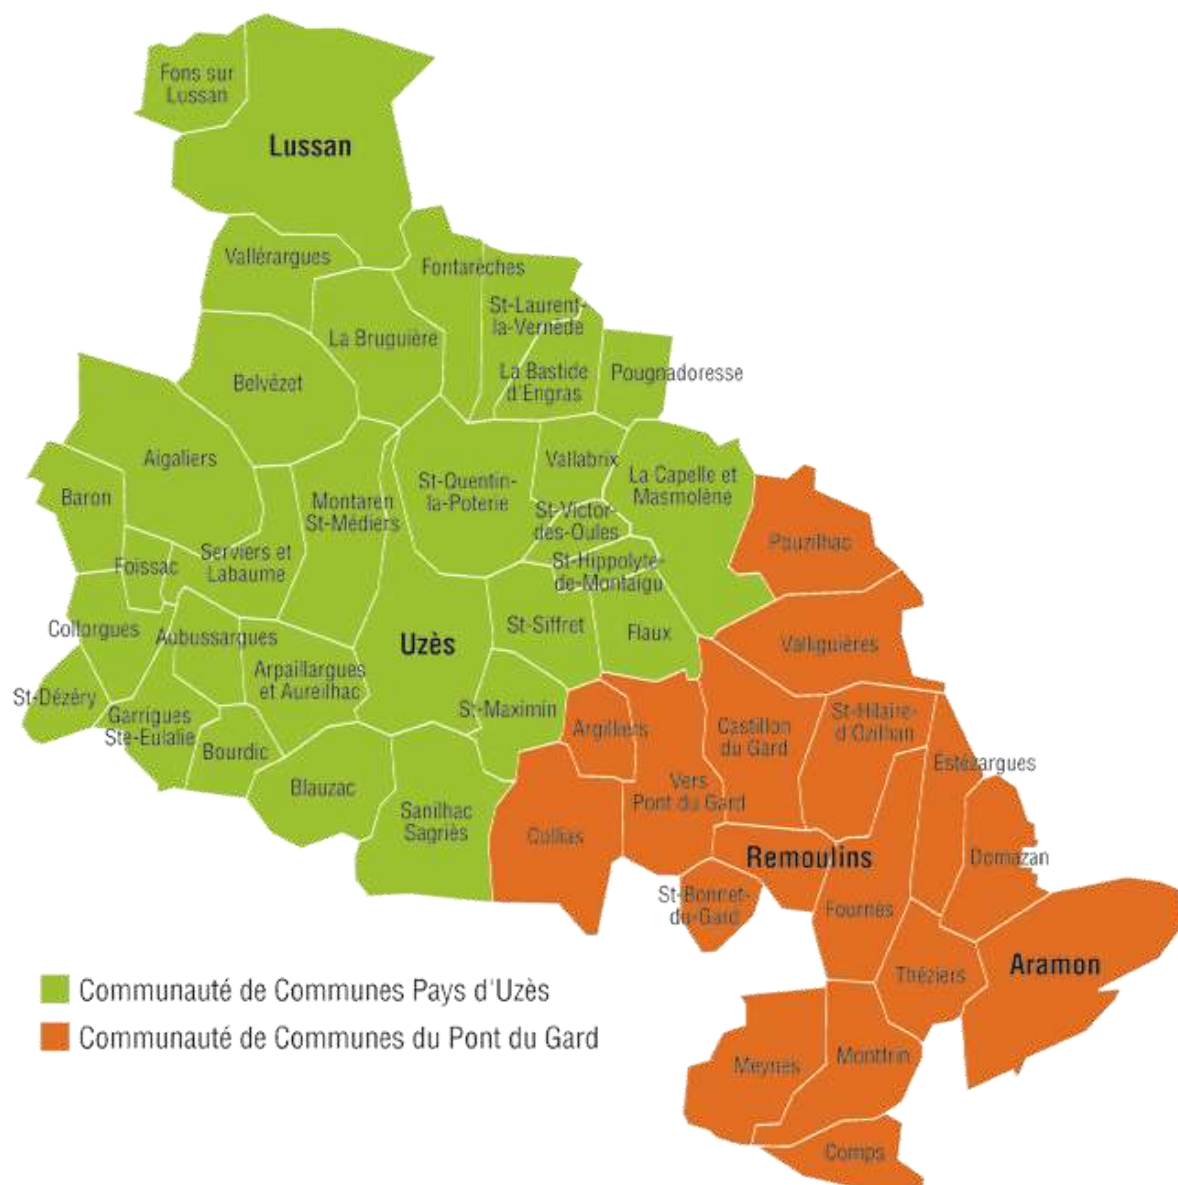 Fons sur
Lussan
Lussan
Vallérargues
Fontarèches
St-Laurent-
la-Vernède
La Bruguière
La Bastide
d'Engras
Pougnadoresse
Belvézet
Aigaliers
Vallabrix
La Capelle et
Masmolène
St-Quentin-
la-Poterie
Baron
Montaren
St-Médiers
St-Victor-
des-Oules
Pouzilhac
Serviers et
Labaume
Foissac
St-Hippolyte-
de-Montaigu
Collorgues
Aubussargues
St-Siffret
Flaux
Uzès
Valliguières
Arpaillargues
et Aureilhac
St-Dézéry
St-Maximin
Garrigues
Ste-Eulalie
Argilliers
Castillon
du Gard
St-Hilaire-
d'Ozilhan
Bourdic
Estézargues
Blauzac
Vers
Pont du Gard
Sanilhac
Sagriès
Collias
Remoulins
Domazan
St-Bonnet-
du-Gard
Fournès
Théziers
Aramon
Communauté de Communes Pays d'Uzès
Communauté de Communes du Pont du Gard
Meynes
Montfrin
Comps